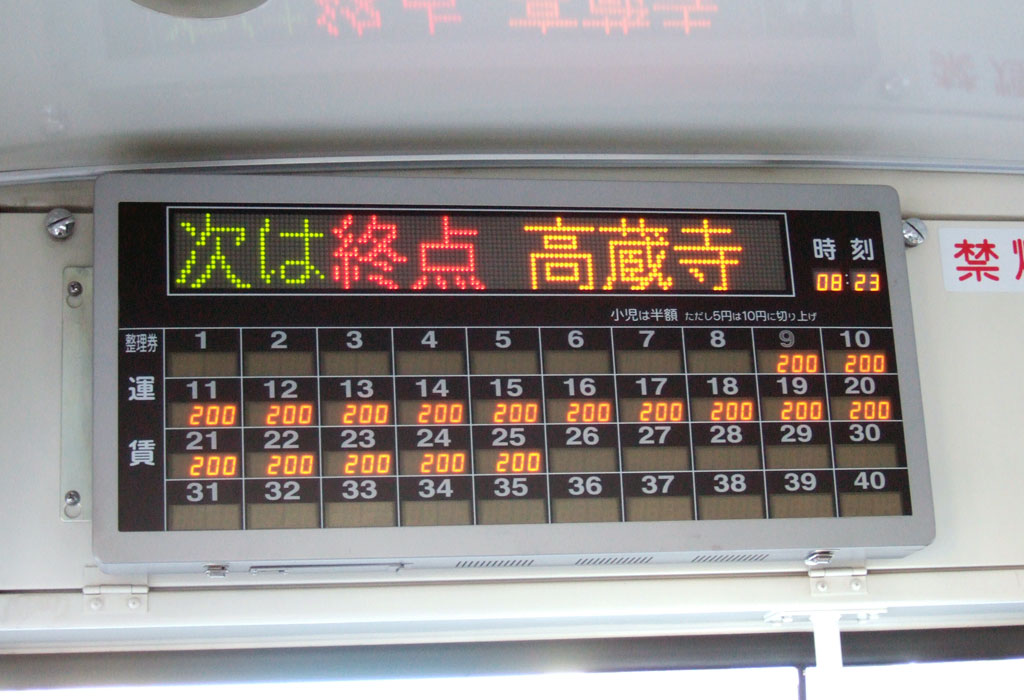 次は終点 高蔵寺
時刻
08:23
小児は半額 ただし5円は10円に切り上げ
整理券 1 2 3 4 5 6 7 8 9 10
200 200
運賃
11 12 13 14 15 16 17 18 19 20
200 200 200 200 200 200 200 200 200 200
21 22 23 24 25 26 27 28 29 30
200 200 200 200 200
31 32 33 34 35 36 37 38 39 40
禁